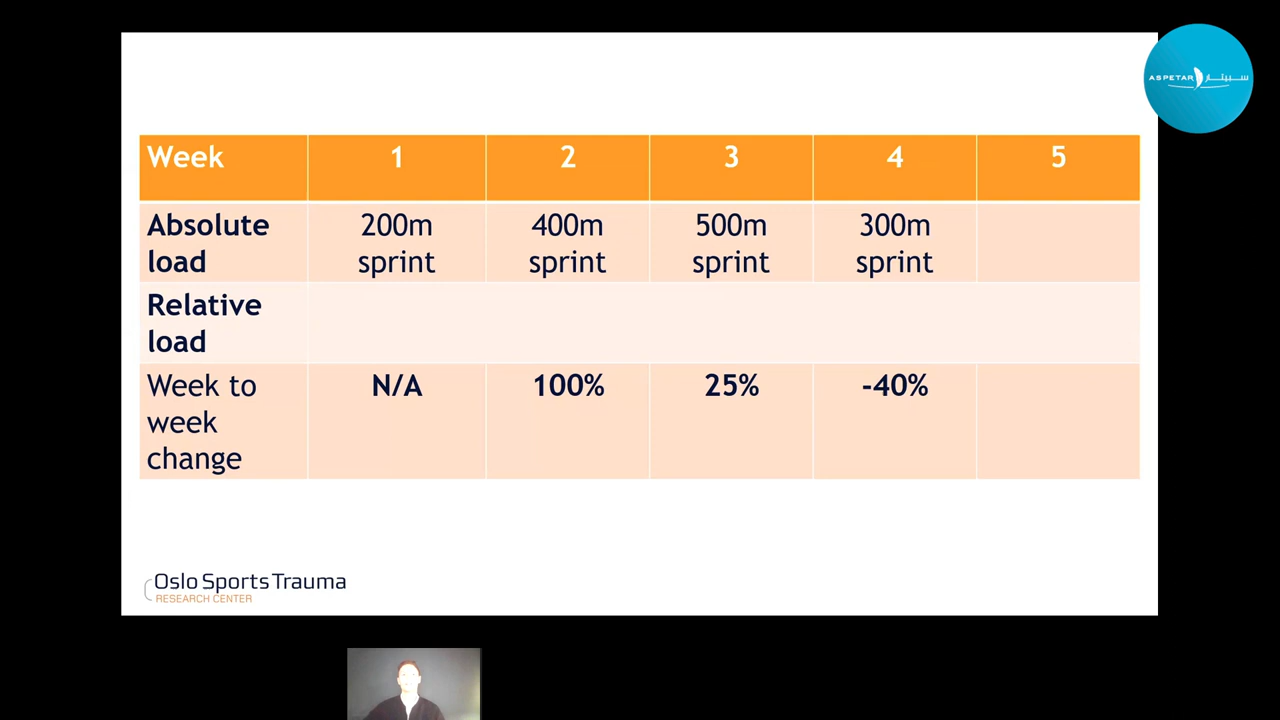 ASPETAR سبيتار
Week 1 2 3 4 5
Absolute load 200m sprint 400m sprint 500m sprint 300m sprint
Relative load
Week to week change N/A 100% 25% -40%
Oslo Sports Trauma
RESEARCH CENTER